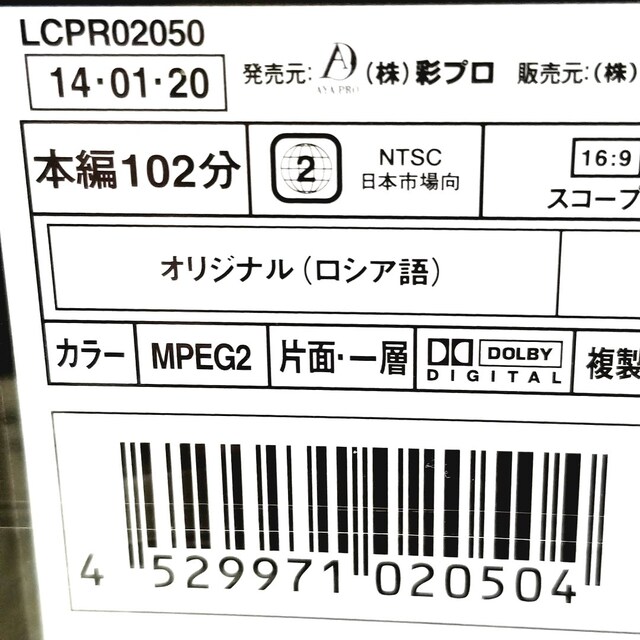 LCPR02050
14・01・20 発売元: AYA PRO (株)彩プロ 販売元:(株)
本編102分 2 NTSC 日本市場向 16:9 スコープ
オリジナル(ロシア語)
カラー MPEG2 片面・一層 DOLBY DIGITAL 複製
4 529971 020504